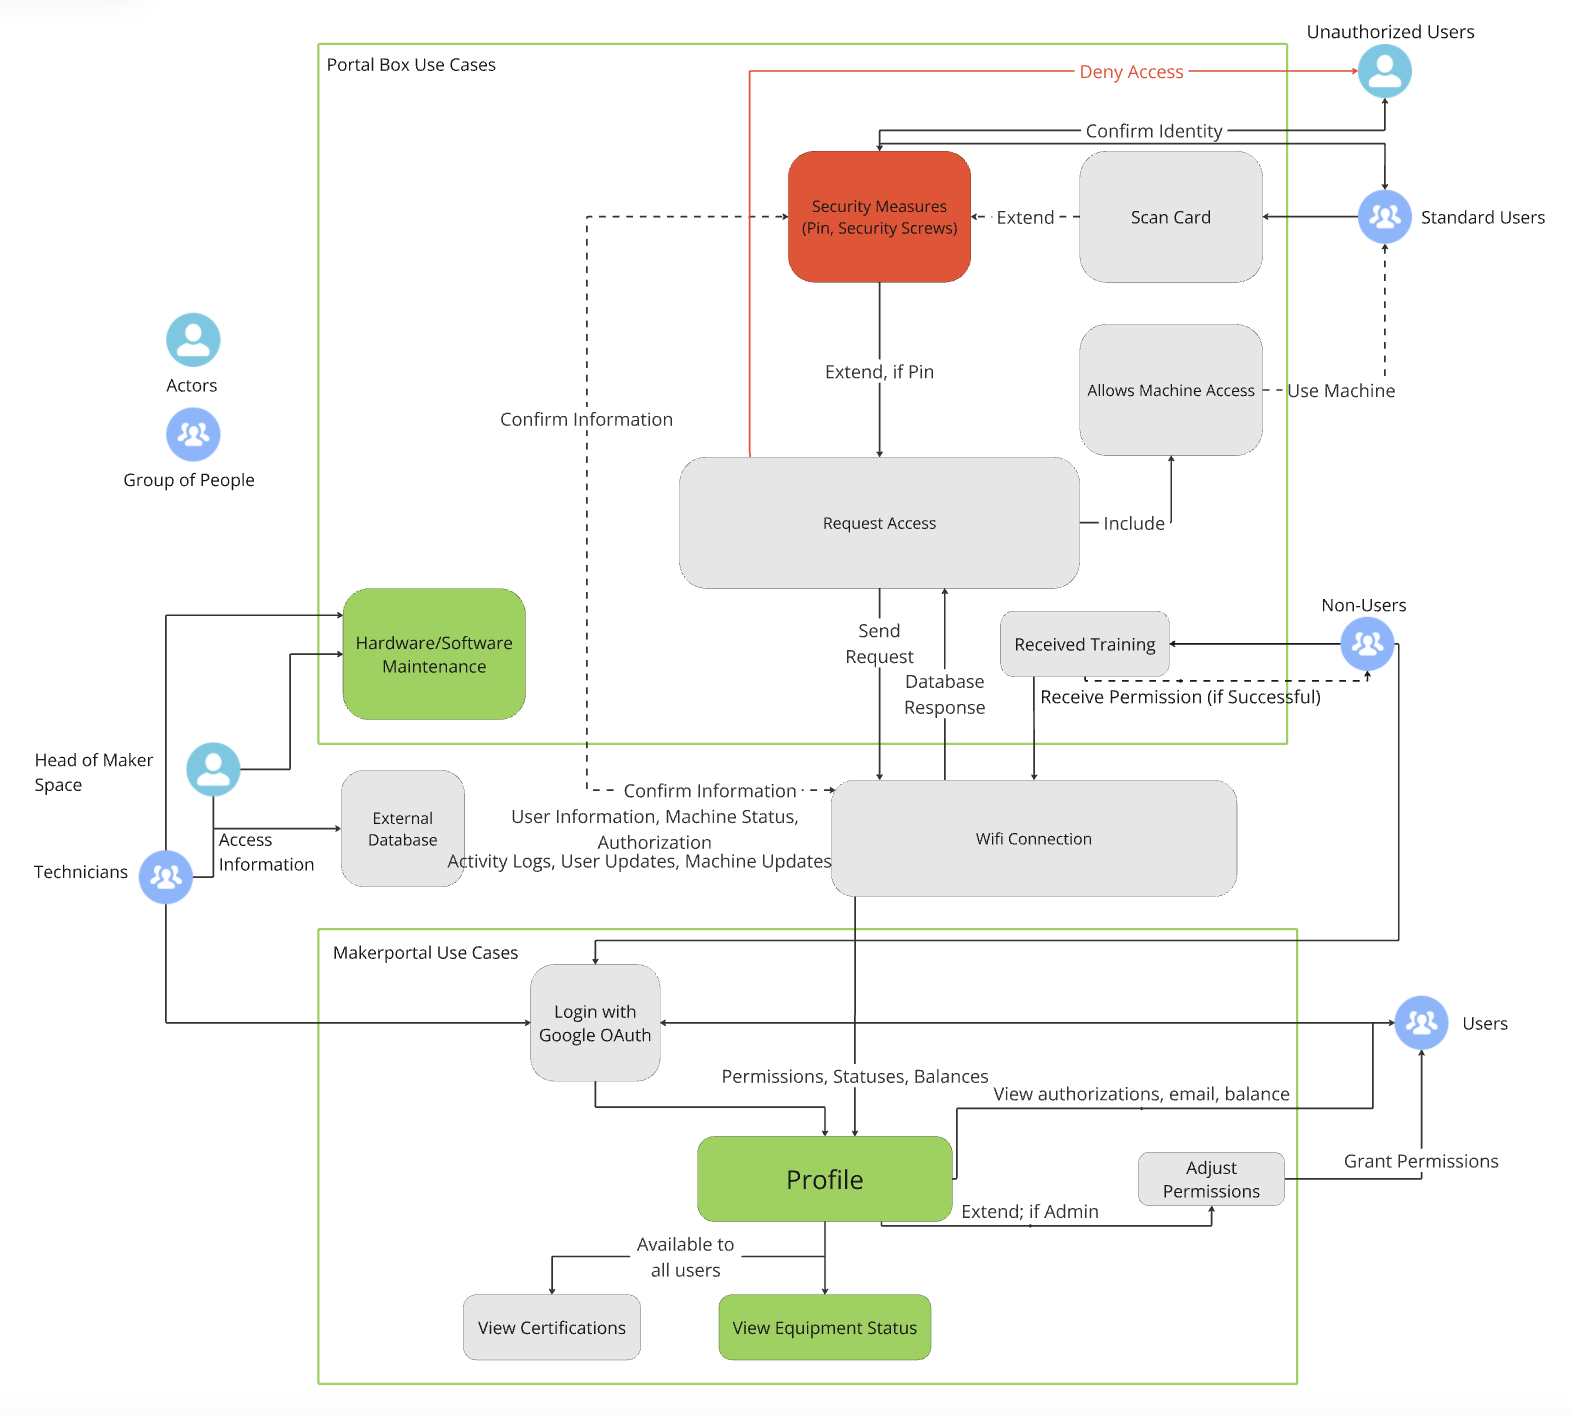 Unauthorized Users
Portal Box Use Cases
Deny Access
Confirm Identity
Security Measures
(Pin, Security Screws)
Extend
Scan Card
Standard Users
Actors
Extend, if Pin
Allows Machine Access
Use Machine
Confirm Information
Group of People
Request Access
Include
Non-Users
Hardware/Software
Maintenance
Send
Request
Received Training
Database
Response
Receive Permission (if Successful)
Head of Maker
Space
External
Database
Confirm Information
User Information, Machine Status,
Authorization
Activity Logs, User Updates, Machine Updates
Wifi Connection
Access
Information
Technicians
Makerportal Use Cases
Login with
Google OAuth
Users
Permissions, Statuses, Balances
View authorizations, email, balance
Profile
Adjust
Permissions
Grant Permissions
Extend; if Admin
Available to
all users
View Certifications
View Equipment Status